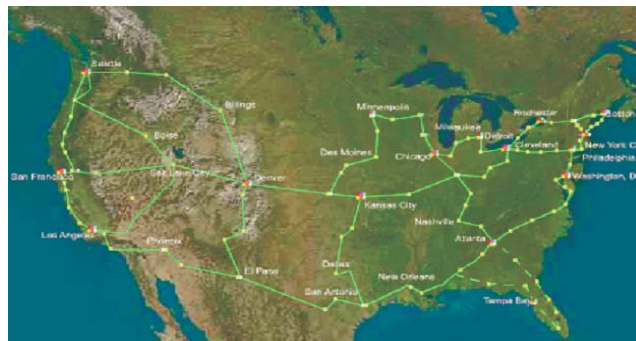 Seattle
Billings
Minneapolis
Rochester
Boston
Boise
Milwaukee
Detroit
Cleveland
New York C
Des Moines
Chicago
Philadelphia
Salt Lake City
San Francisco
Denver
Washington, D
Kansas City
Nashville
Los Angeles
Phoenix
Atlanta
Dallas
El Paso
New Orleans
San Antonio
Tampa Bay